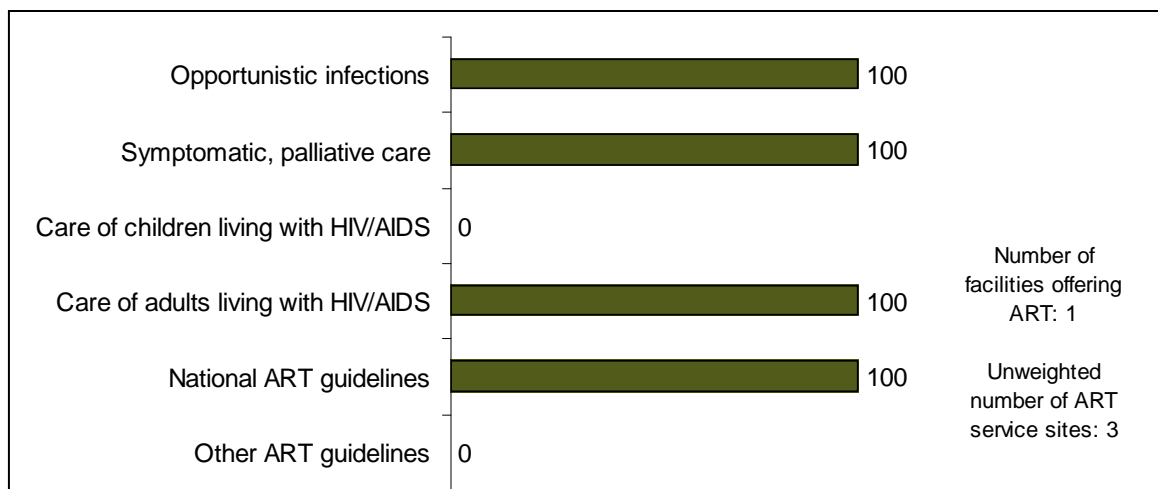 Opportunistic infections 100
Symptomatic, palliative care 100
Care of children living with HIV/AIDS 0
Care of adults living with HIV/AIDS 100
National ART guidelines 100
Other ART guidelines 0
Number of
facilities offering
ART: 1
Unweighted
number of ART
service sites: 3